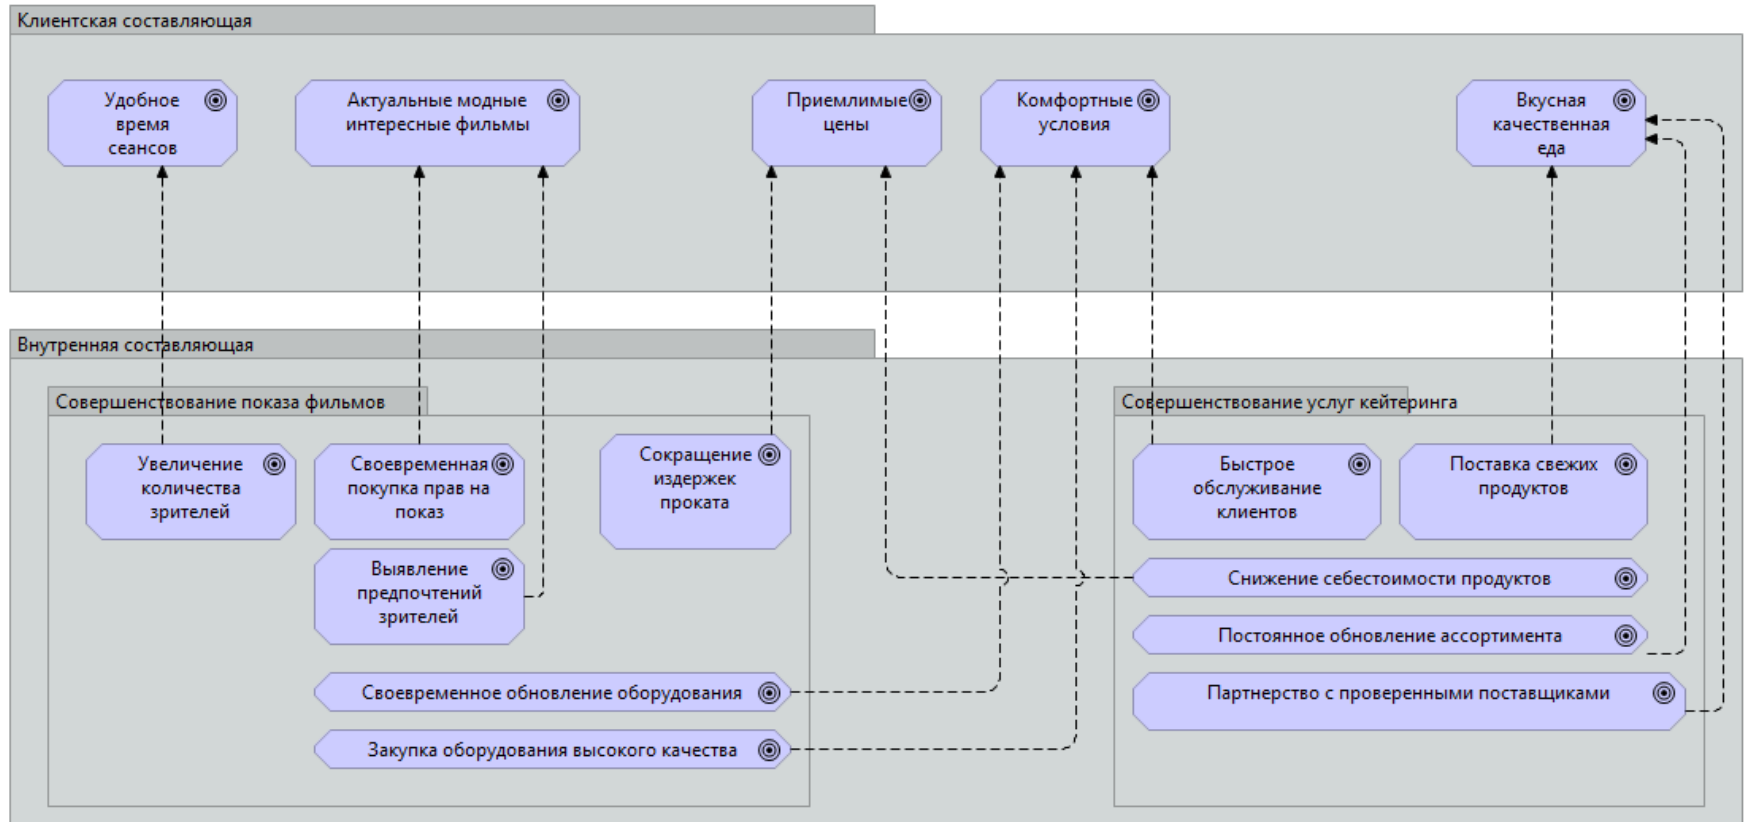 Клиентская составляющая
Удобное
время
сеансов
Актуальные модные
интересные фильмы
Приемлимые
цены
Комфортные
условия
Вкусная
качественная
еда
Внутренняя составляющая
Совершенствование показа фильмов
Увеличение
количества
зрителей
Своевременная
покупка прав на
показ
Сокращение
издержек
проката
Выявление
предпочтений
зрителей
Своевременное обновление оборудования
Закупка оборудования высокого качества
Совершенствование услуг кейтеринга
Быстрое
обслуживание
клиентов
Поставка свежих
продуктов
Снижение себестоимости продуктов
Постоянное обновление ассортимента
Партнерство с проверенными поставщиками